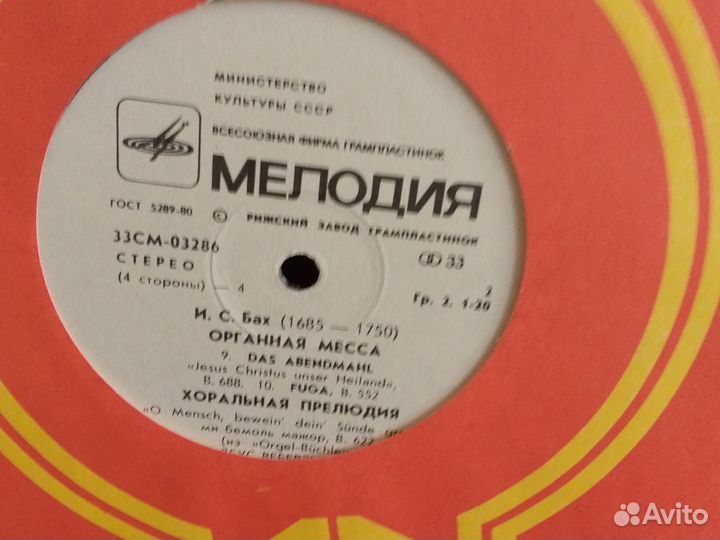 МИНИСТЕРСТВО
КУЛЬТУРЫ СССР
ВСЕСОЮЗНАЯ ФИРМА ГРАМПЛАСТИНОК
МЕЛОДИЯ
ГОСТ 5289-80 © РИЖСКИЙ ЗАВОД ГРАМПЛАСТИНОК
33СМ-03286 33
СТЕРЕО 2
(4 стороны) — 4 Гр. 2. 1-20
И. С. Бах (1685 — 1750)
ОРГАННАЯ МЕССА
9. DAS ABENDMAHL
«Jesus Christus unser Heiland»,
B. 688. 10. FUGA, B. 552
ХОРАЛЬНАЯ ПРЕЛЮДИЯ
«O Mensch, bewein' dein' Sünde
ми бемоль мажор, B. 622
(из «Orgel-Büchlein
Avito